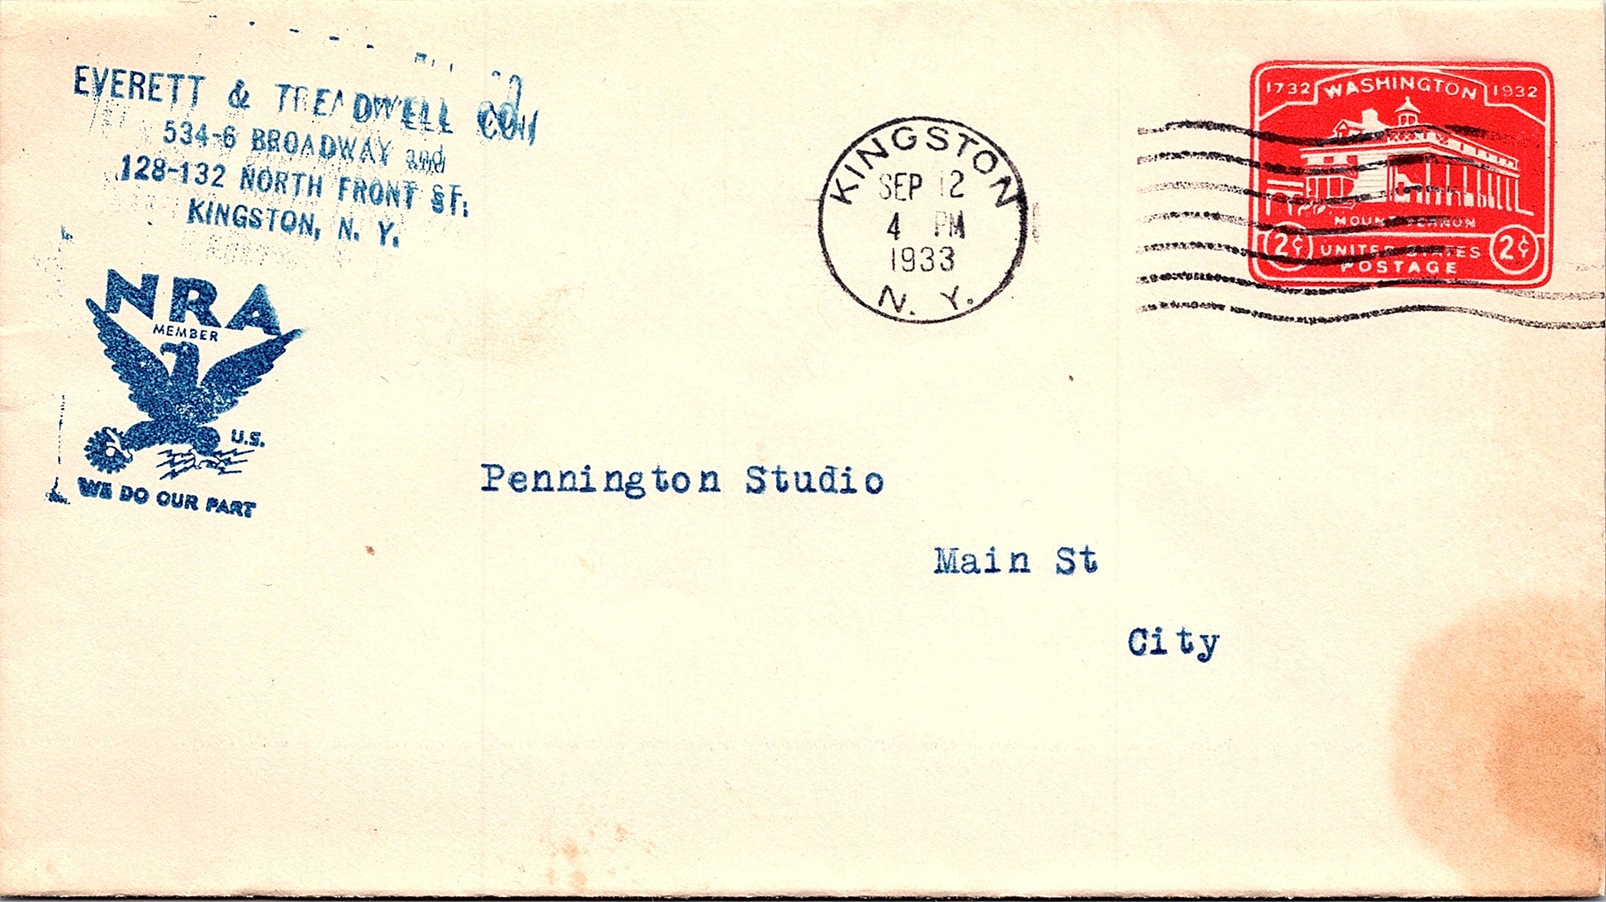 EVERETT & TREADWELL CO.
534-6 BROADWAY and
128-132 NORTH FRONT ST.
KINGSTON, N. Y.
NRA
MEMBER
U.S.
WE DO OUR PART
KINGSTON
SEP 12
4 PM
1933
N. Y.
1732 WASHINGTON 1932
MOUNT VERNON
2¢ UNITED STATES 2¢
POSTAGE
Pennington Studio
Main St
City